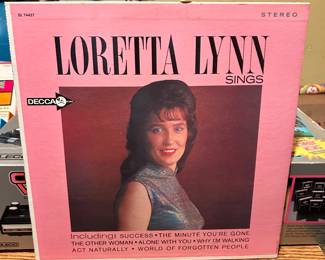 DL 74457
STEREO
LORETTA LYNN
SINGS
DECCA
Including: SUCCESS • THE MINUTE YOU'RE GONE
THE OTHER WOMAN • ALONE WITH YOU • WHY I'M WALKING
ACT NATURALLY • WORLD OF FORGOTTEN PEOPLE